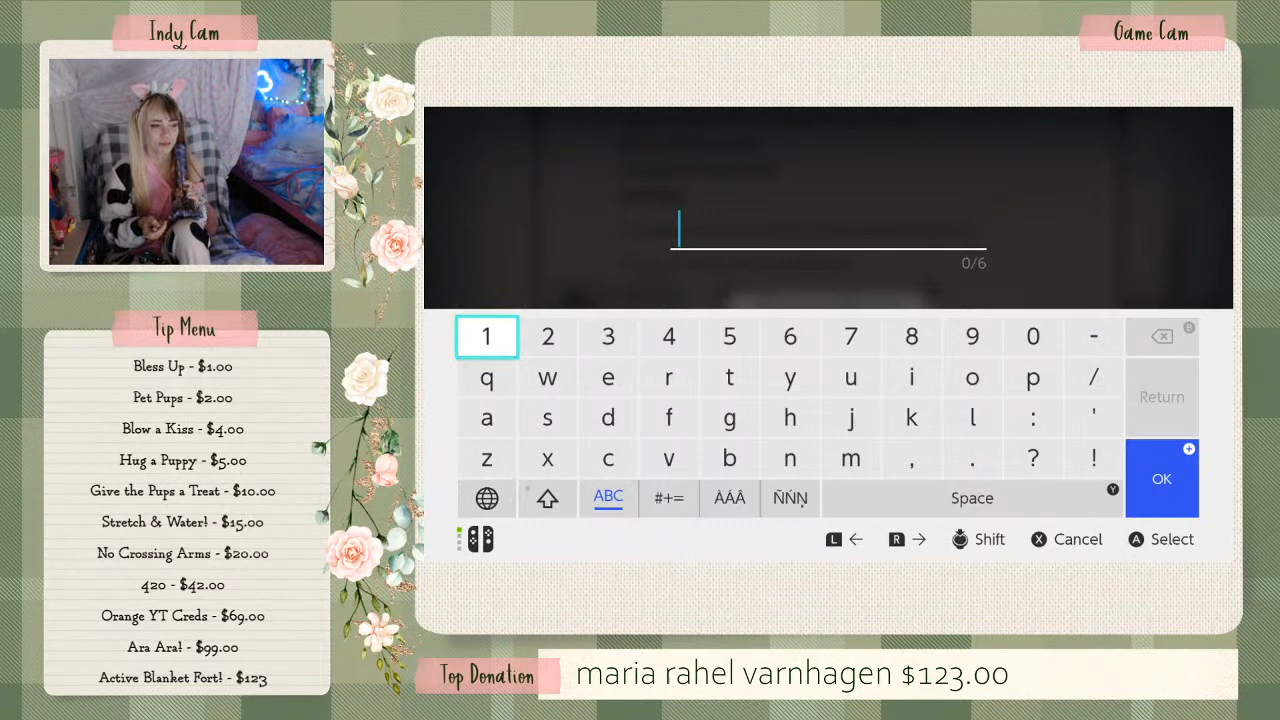 Indy Cam
Game Cam
0/6
1 2 3 4 5 6 7 8 9 0 -
q w e r t y u i o p /
Return
a s d f g h j k l : '
z x c v b n m , . ? !
OK
ABC #+= ÀÁÂ ÑŃŅ Space Y
L ← R → Shift X Cancel A Select
Tip Menu
Bless Up - $1.00
Pet Pups - $2.00
Blow a Kiss - $4.00
Hug a Puppy - $5.00
Give the Pups a Treat - $10.00
Stretch & Water! - $15.00
No Crossing Arms - $20.00
420 - $42.00
Orange YT Creds - $69.00
Ara Ara! - $99.00
Active Blanket Fort! - $123
Top Donation maria rahel varnhagen $123.00